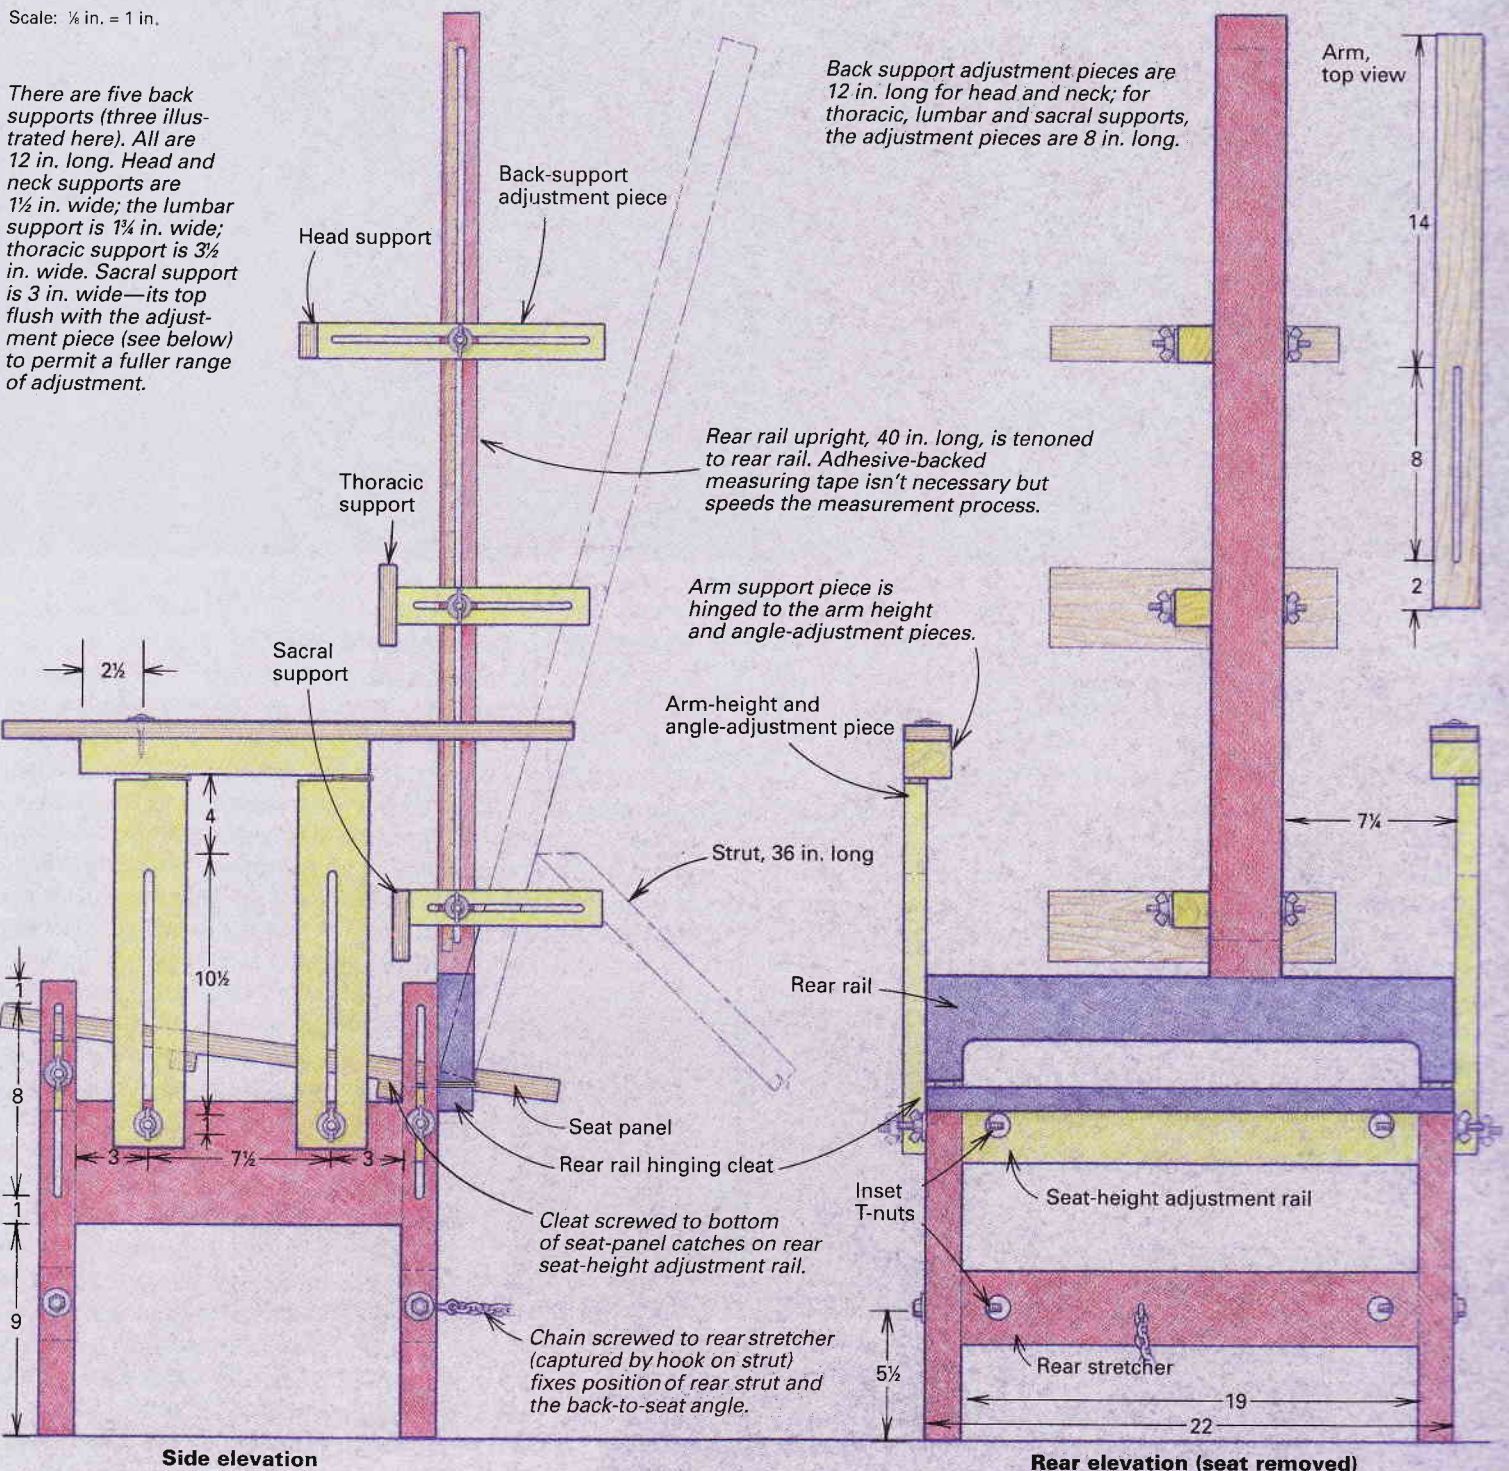 Scale: ⅛ in. = 1 in.
There are five back
supports (three illus-
trated here). All are
12 in. long. Head and
neck supports are
1½ in. wide; the lumbar
support is 1¾ in. wide;
thoracic support is 3½
in. wide. Sacral support
is 3 in. wide—its top
flush with the adjust-
ment piece (see below)
to permit a fuller range
of adjustment.
Back support adjustment pieces are
12 in. long for head and neck; for
thoracic, lumbar and sacral supports,
the adjustment pieces are 8 in. long.
Arm,
top view
14
8
2
Back-support
adjustment piece
Head support
Rear rail upright, 40 in. long, is tenoned
to rear rail. Adhesive-backed
measuring tape isn't necessary but
speeds the measurement process.
Thoracic
support
Arm support piece is
hinged to the arm height
and angle-adjustment pieces.
Sacral
support
2½
Arm-height and
angle-adjustment piece
4
7¼
Strut, 36 in. long
10½
1
Rear rail
8
1
Seat panel
3
7½
3
Rear rail hinging cleat
Inset
T-nuts
Seat-height adjustment rail
1
Cleat screwed to bottom
of seat-panel catches on rear
seat-height adjustment rail.
9
Chain screwed to rear stretcher
(captured by hook on strut)
fixes position of rear strut and
the back-to-seat angle.
5½
Rear stretcher
19
22
Side elevation
Rear elevation (seat removed)